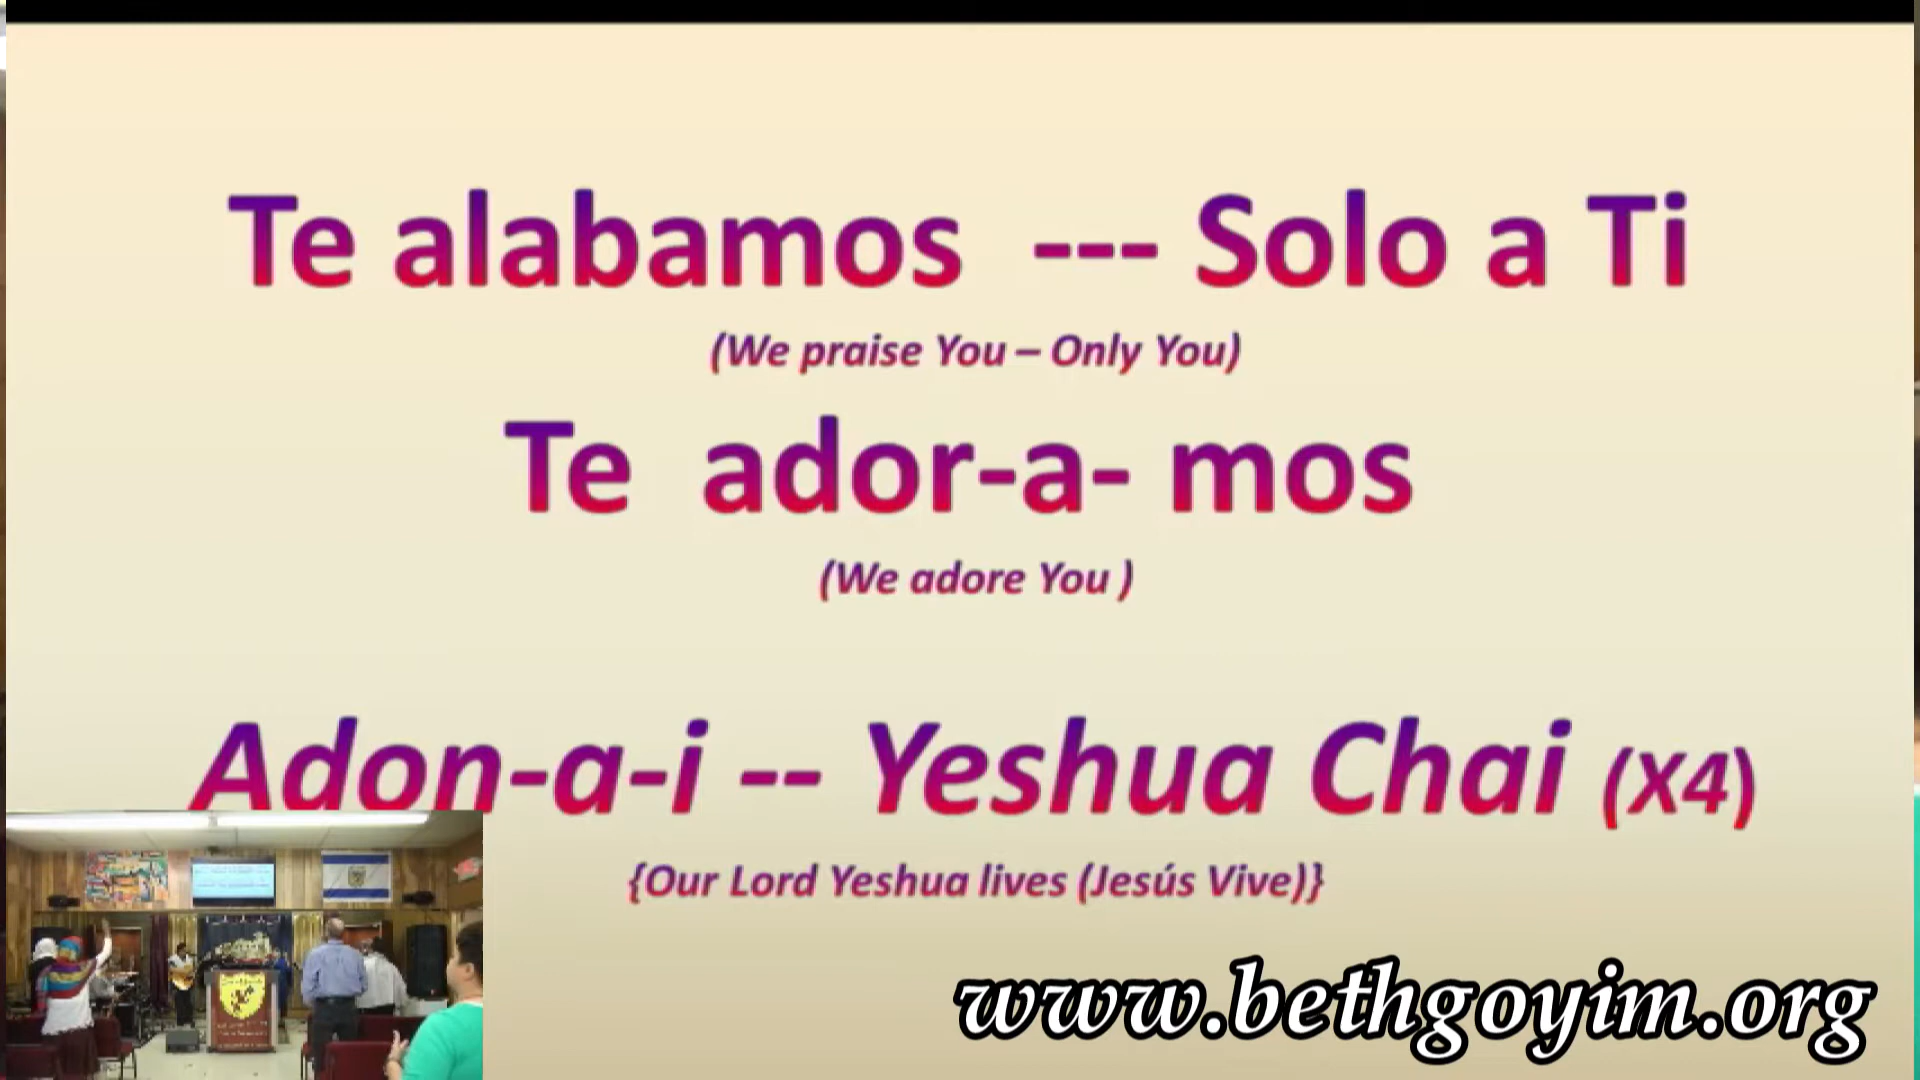 Te alabamos --- Solo a Ti
(We praise You – Only You)
Te ador-a- mos
(We adore You )
Adon-a-i -- Yeshua Chai (X4)
{Our Lord Yeshua lives (Jesús Vive)}
www.bethgoyim.org